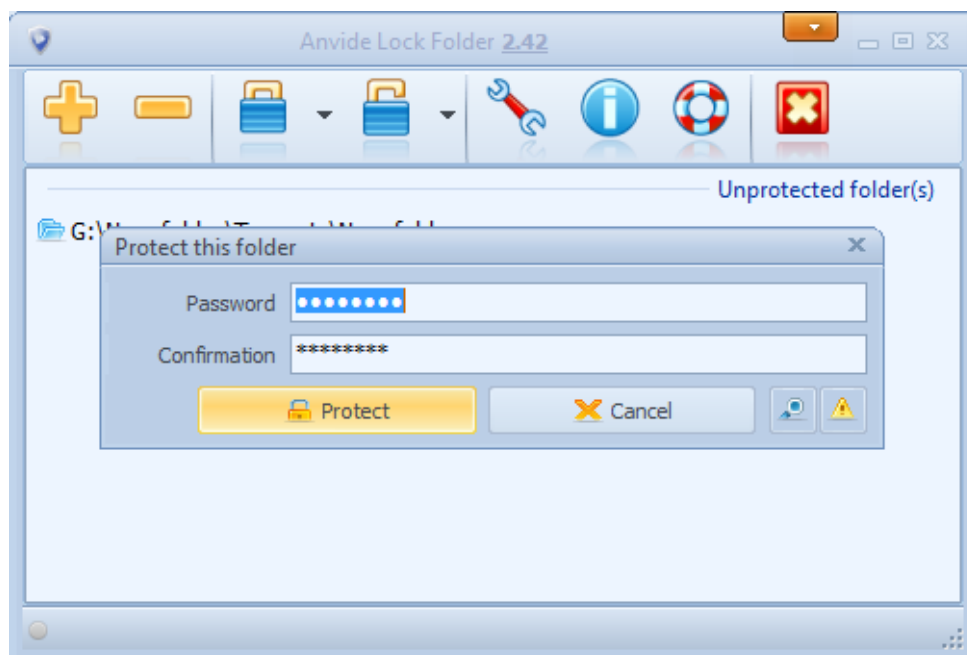 Anvide Lock Folder 2.42
Unprotected folder(s)
G:\
Protect this folder
Password ●●●●●●●●
Confirmation ********
Protect Cancel